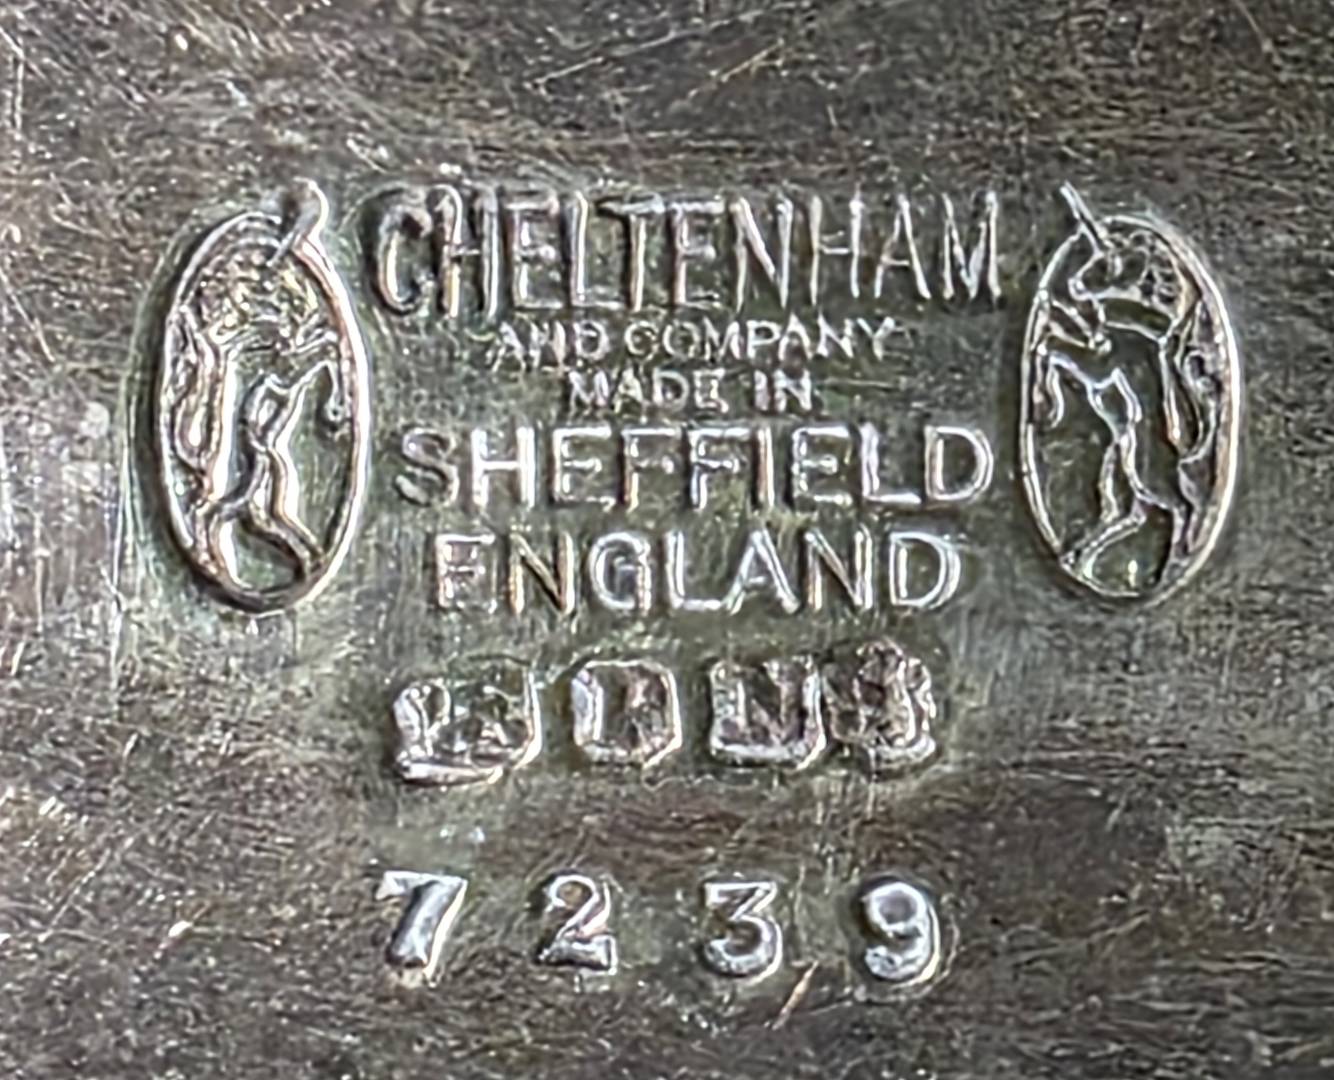 CHELTENHAM
AND COMPANY
MADE IN
SHEFFIELD
ENGLAND
7239